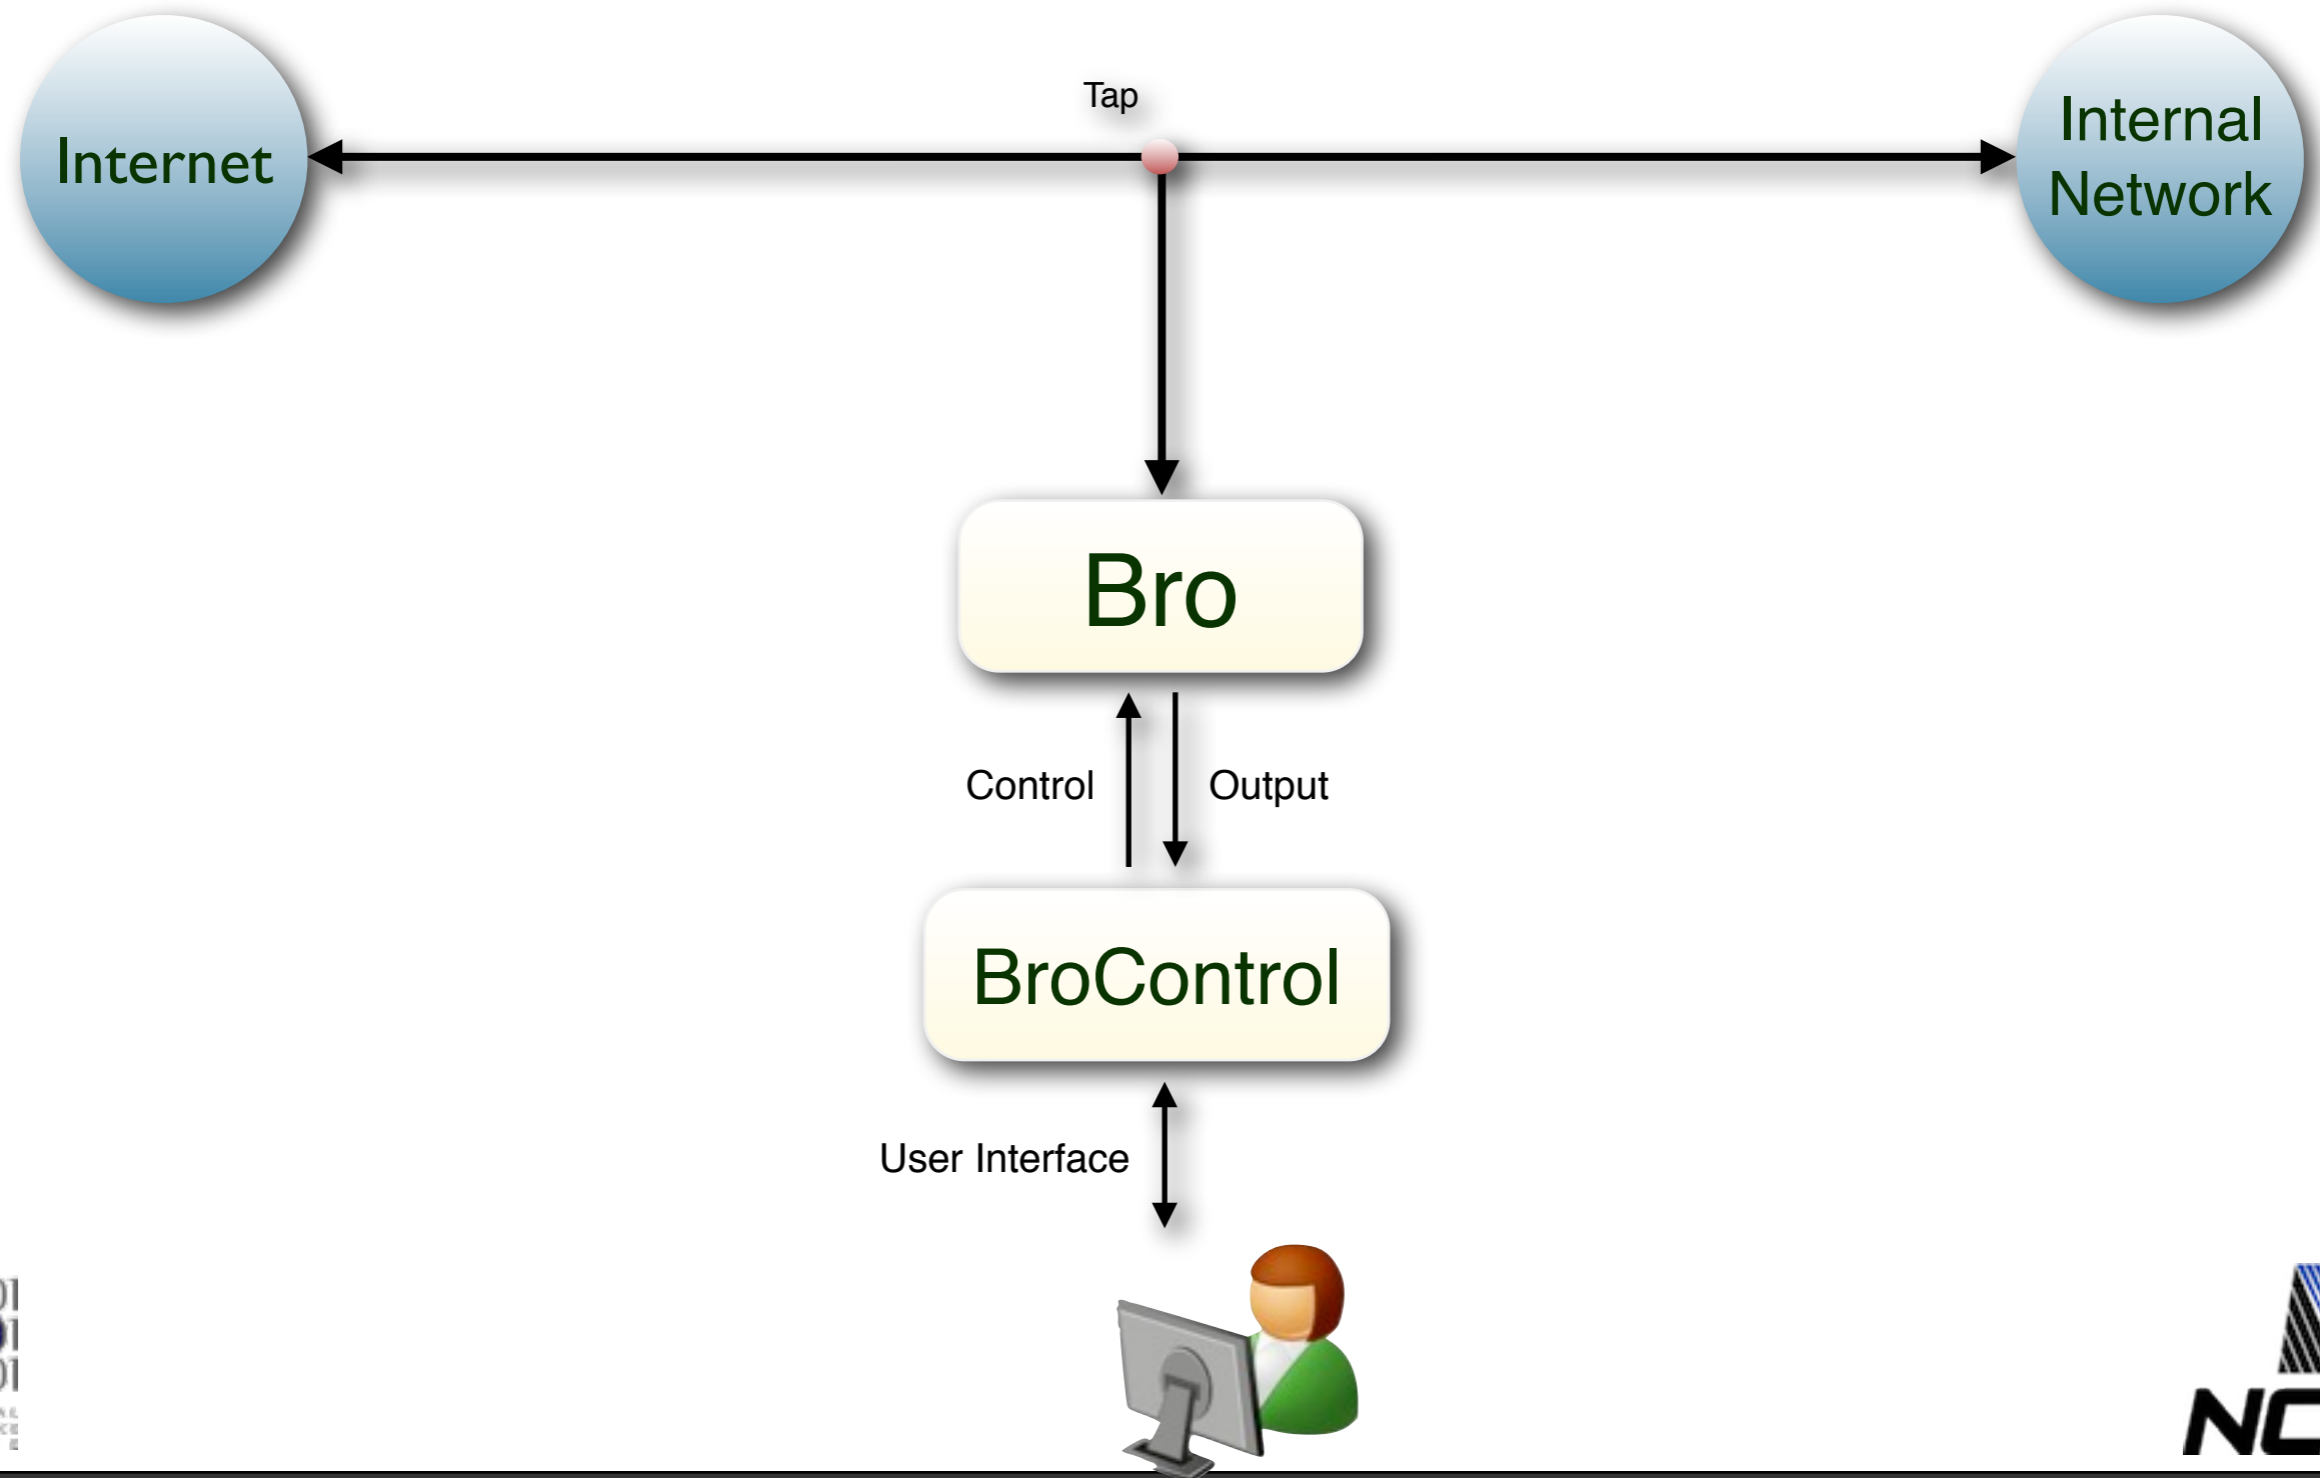 Tap
Internet
Internal
Network
Bro
Control
Output
BroControl
User Interface